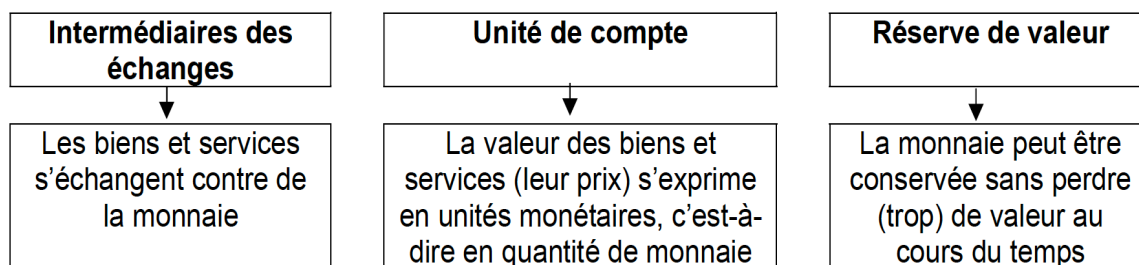 Intermédiaires des
échanges
Unité de compte
Réserve de valeur
Les biens et services
s'échangent contre de
la monnaie
La valeur des biens et
services (leur prix) s'exprime
en unités monétaires, c'est-à-
dire en quantité de monnaie
La monnaie peut être
conservée sans perdre
(trop) de valeur au
cours du temps